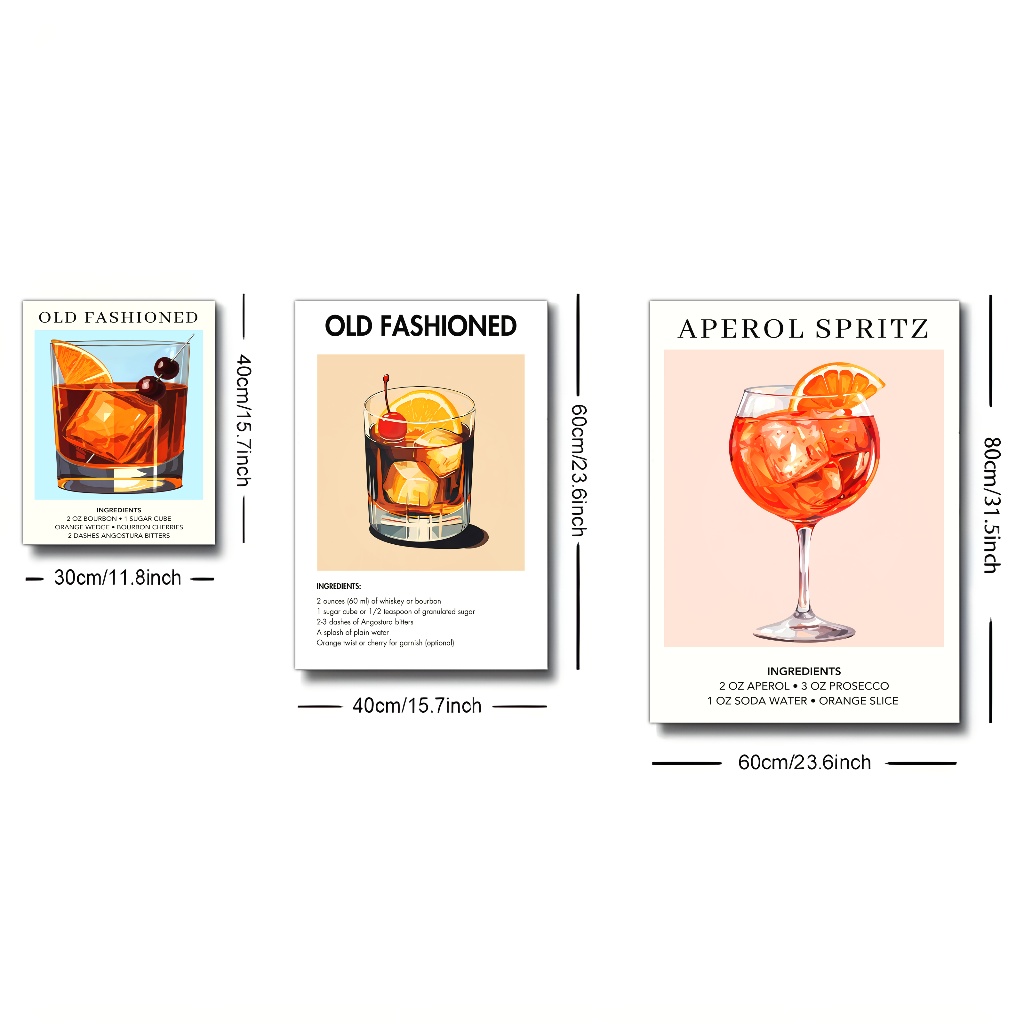 OLD FASHIONED
INGREDIENTS
2 OZ BOURBON • 1 SUGAR CUBE
ORANGE WEDGE • BOURBON CHERRIES
2 DASHES ANGOSTURA BITTERS
40cm/15.7inch
30cm/11.8inch
OLD FASHIONED
INGREDIENTS:
2 ounces (60 ml) of whiskey or bourbon
1 sugar cube or 1/2 teaspoon of granulated sugar
2-3 dashes of Angostura bitters
A splash of plain water
Orange twist or cherry for garnish (optional)
60cm/23.6inch
40cm/15.7inch
APEROL SPRITZ
INGREDIENTS
2 OZ APEROL • 3 OZ PROSECCO
1 OZ SODA WATER • ORANGE SLICE
80cm/31.5inch
60cm/23.6inch